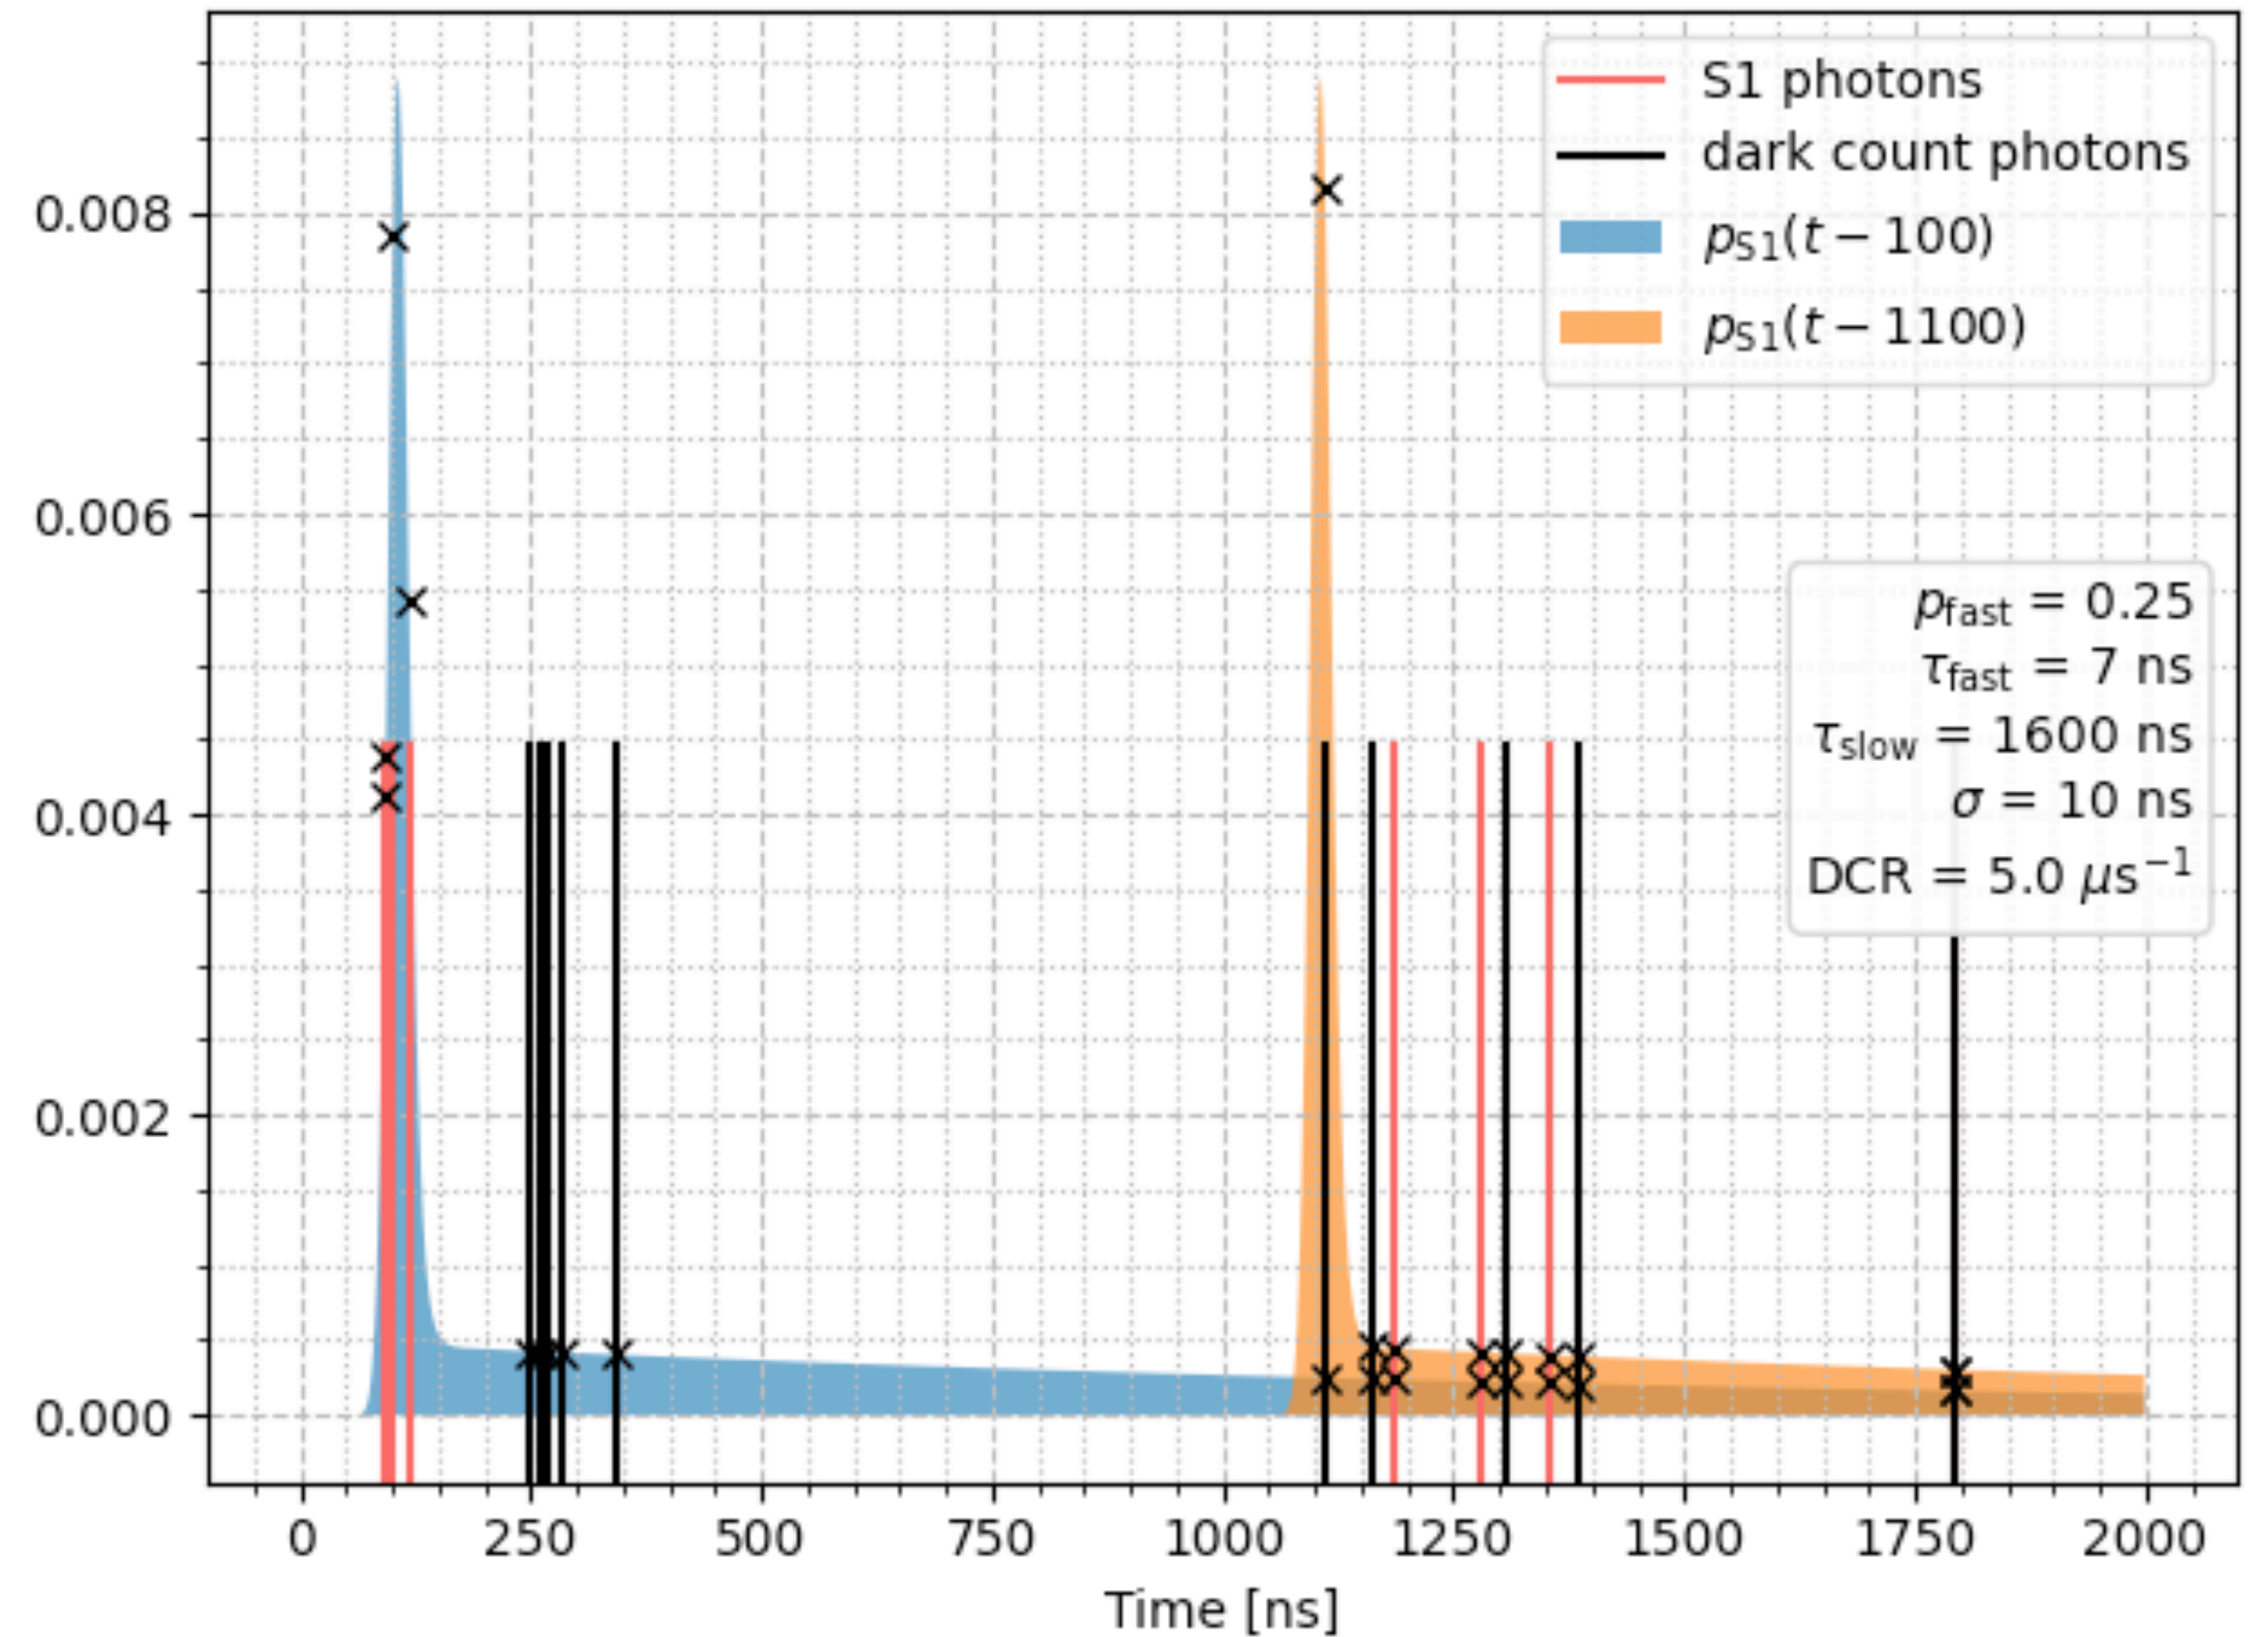 S1 photons
dark count photons
p_S1(t − 100)
p_S1(t − 1100)
0.008
0.006
0.004
0.002
0.000
p_fast = 0.25
τ_fast = 7 ns
τ_slow = 1600 ns
σ = 10 ns
DCR = 5.0 μs⁻¹
0 250 500 750 1000 1250 1500 1750 2000
Time [ns]